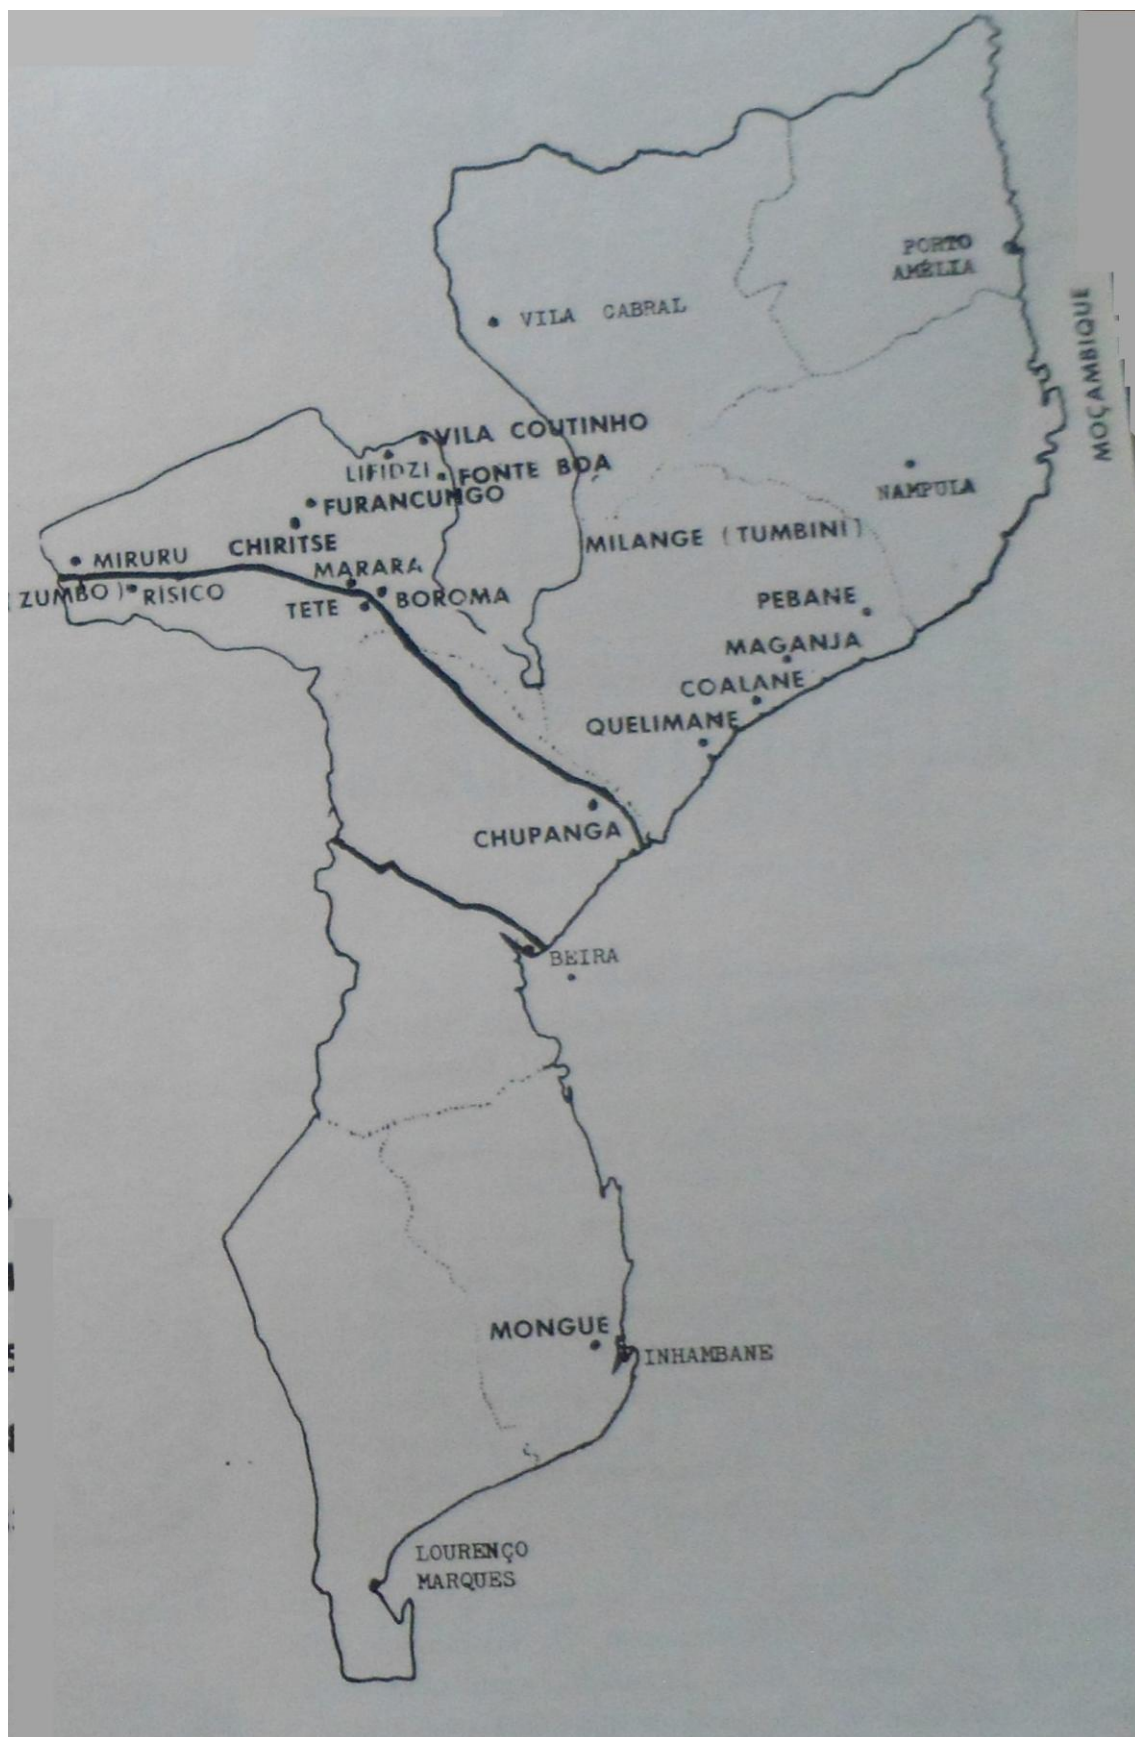 PORTO
AMÉLIA
MOÇAMBIQUE
VILA CABRAL
VILA COUTINHO
LIFIDZI
FONTE BOA
NAMPULA
FURANCUNGO
CHIRITSE
MILANGE (TUMBINI)
MIRURU
MARARA
(ZUMBO)
RISICO
TETE
BOROMA
PEBANE
MAGANJA
COALANE
QUELIMANE
CHUPANGA
BEIRA
MONGUE
INHAMBANE
LOURENÇO
MARQUES